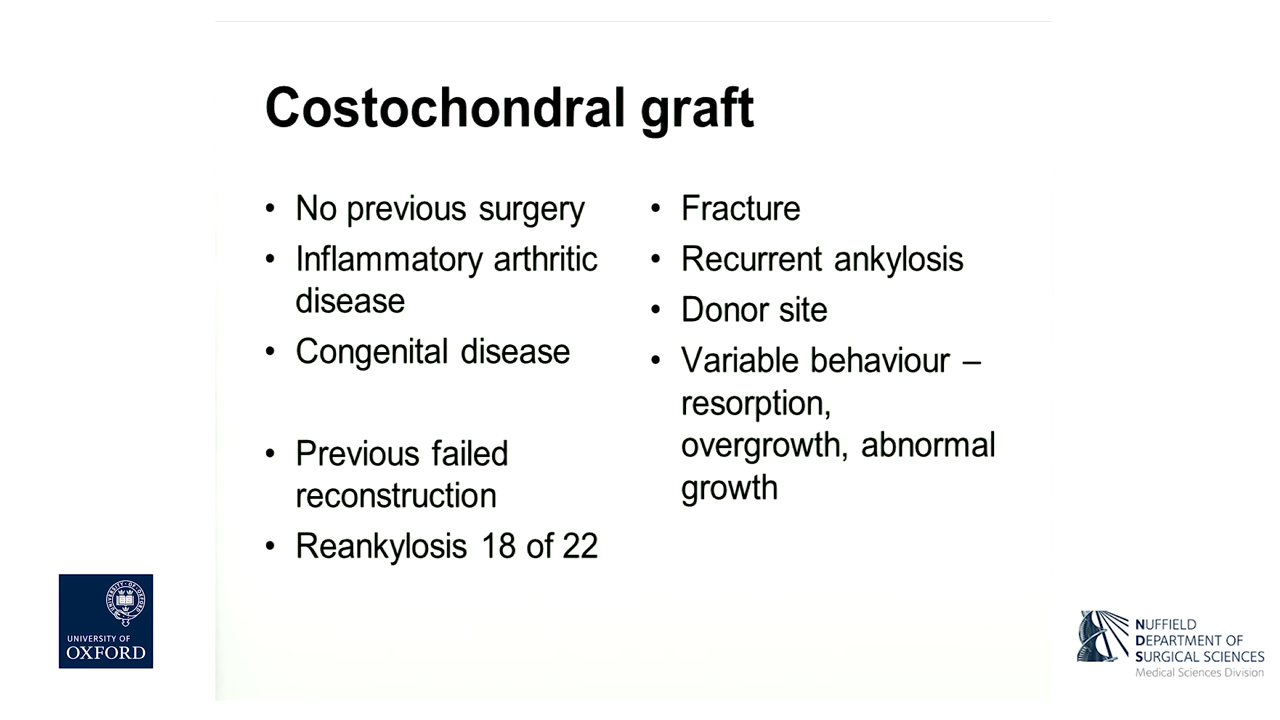 Costochondral graft
• No previous surgery
• Inflammatory arthritic
disease
• Congenital disease
• Previous failed
reconstruction
• Reankylosis 18 of 22
• Fracture
• Recurrent ankylosis
• Donor site
• Variable behaviour –
resorption,
overgrowth, abnormal
growth
UNIVERSITY OF
OXFORD
NUFFIELD
DEPARTMENT OF
SURGICAL SCIENCES
Medical Sciences Division